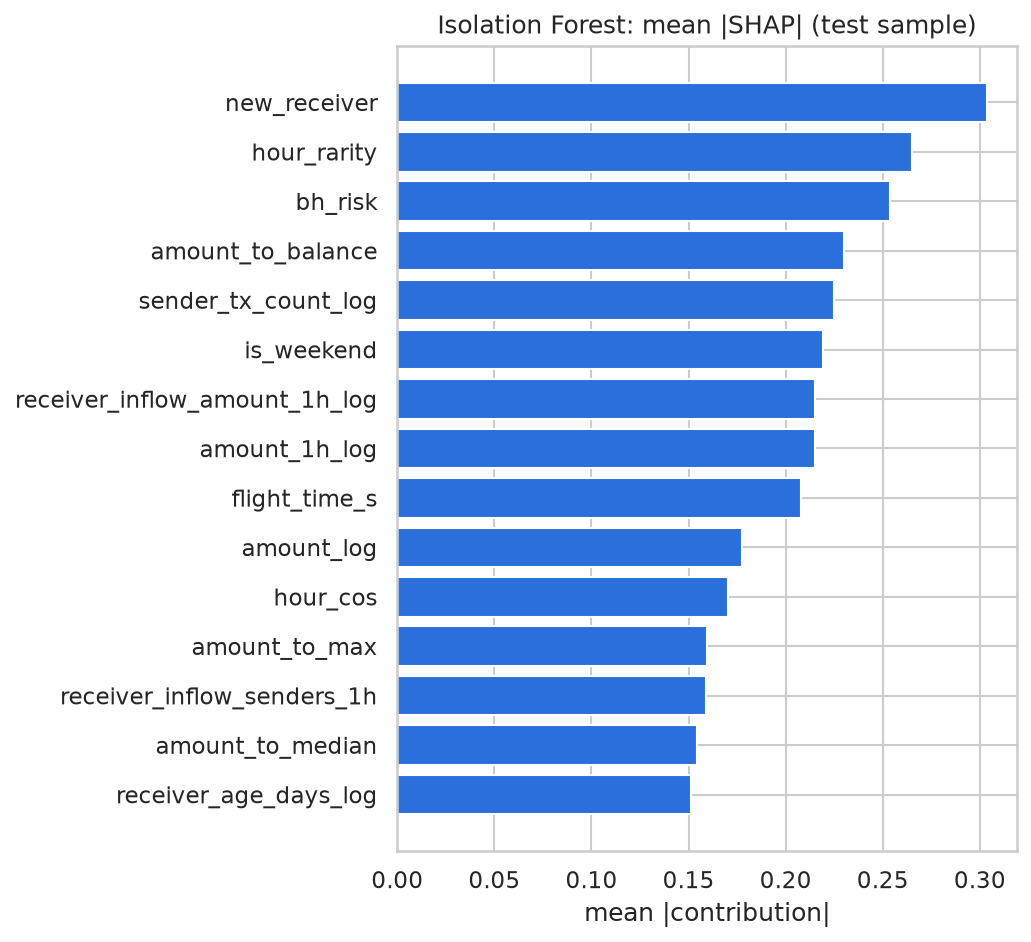 Isolation Forest: mean |SHAP| (test sample)
new_receiver
hour_rarity
bh_risk
amount_to_balance
sender_tx_count_log
is_weekend
receiver_inflow_amount_1h_log
amount_1h_log
flight_time_s
amount_log
hour_cos
amount_to_max
receiver_inflow_senders_1h
amount_to_median
receiver_age_days_log
0.00 0.05 0.10 0.15 0.20 0.25 0.30
mean |contribution|